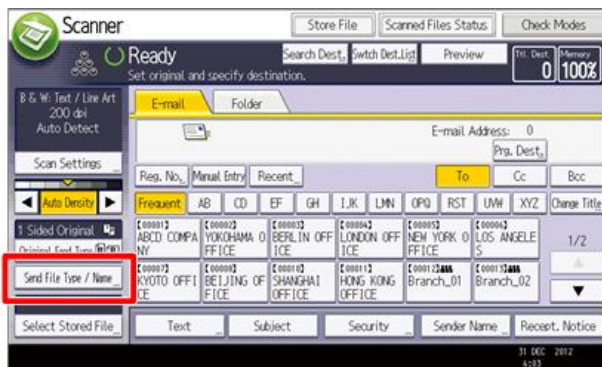 Scanner
Store File
Scanned Files Status
Check Modes
Ready
Search Dest.
Swtch Dest.List
Preview
Ttl. Dest.
0
Memory
100%
Set original and specify destination.
B & W: Text / Line Art
200 dpi
Auto Detect
Scan Settings
Auto Density
1 Sided Original
Original Feed Type
Send File Type / Name
Select Stored File
E-mail
Folder
E-mail Address: 0
Prg. Dest.
Reg. No.
Manual Entry
Recent
To
Cc
Bcc
Frequent AB CD EF GH IJK LMN OPQ RST UVW XYZ Change Title
[00001] ABCD COMPANY
[00002] YOKOHAMA OFFICE
[00003] BERLIN OFFICE
[00004] LONDON OFFICE
[00005] NEW YORK OFFICE
[00006] LOS ANGELE S
1/2
[00007] KYOTO OFFICE
[00008] BEIJING OFFICE
[00010] SHANGHAI OFFICE
[00011] HONG KONG OFFICE
[00012] Branch_01
[00013] Branch_02
Text
Subject
Security
Sender Name
Recept. Notice
31 DEC 2012
6:03